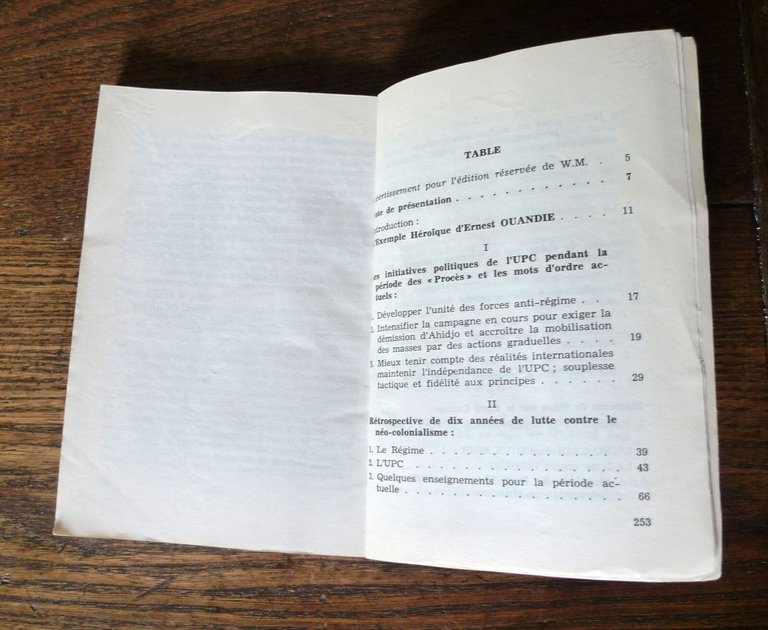 TABLE
ertissement pour l'édition réservée de W.M. . 5
te de présentation . . . . . . . . . . . . 7
troduction :
Exemple Héroïque d'Ernest OUANDIE . . . . 11
I
es initiatives politiques de l'UPC pendant la
période des « Procès » et les mots d'ordre ac-
tuels :
1. Développer l'unité des forces anti-régime . . 17
2. Intensifier la campagne en cours pour exiger la
démission d'Ahidjo et accroître la mobilisation
des masses par des actions graduelles . . . . . 19
3. Mieux tenir compte des réalités internationales
maintenir l'indépendance de l'UPC ; souplesse
tactique et fidélité aux principes . . . . . . 29
II
Rétrospective de dix années de lutte contre le
néo-colonialisme :
1. Le Régime . . . . . . . . . . . . . . . 39
2. L'UPC . . . . . . . . . . . . . . . . 43
3. Quelques enseignements pour la période ac-
tuelle . . . . . . . . . . . . . . . . . 66
253